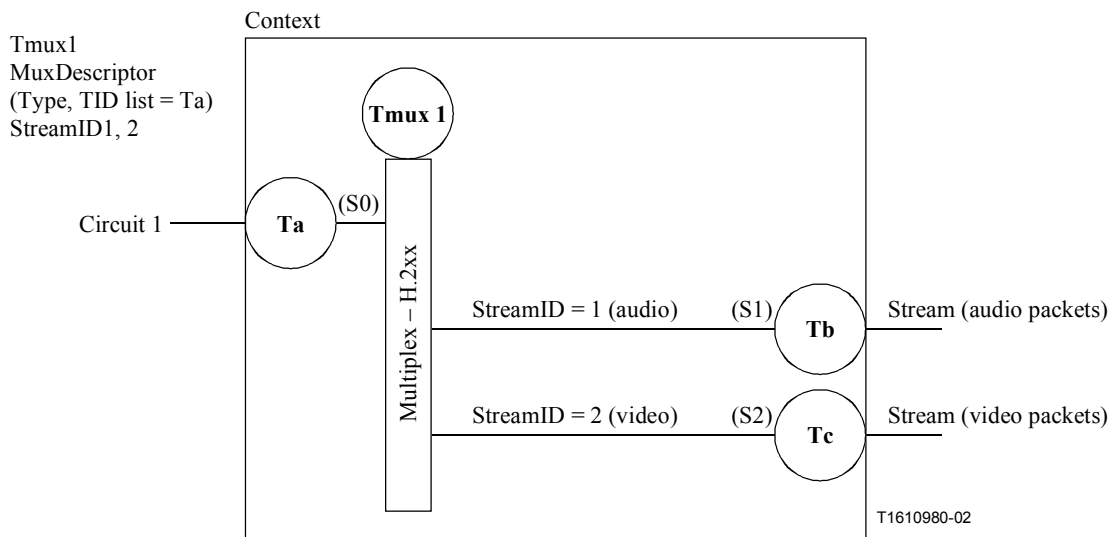 Context
Tmux1
MuxDescriptor
(Type, TID list = Ta)
StreamID1, 2
Tmux 1
Circuit 1
Ta
(S0)
Multiplex – H.2xx
StreamID = 1 (audio)
(S1)
Tb
Stream (audio packets)
StreamID = 2 (video)
(S2)
Tc
Stream (video packets)
T1610980-02